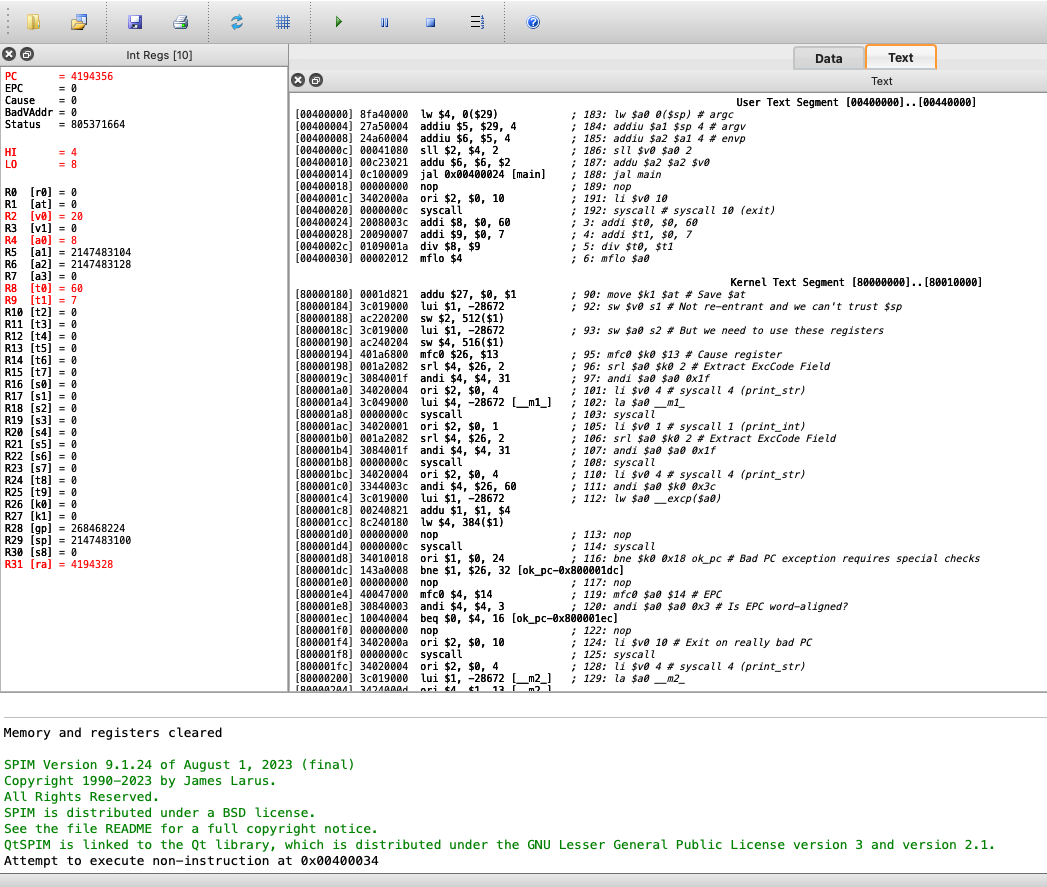 Int Regs [10]
Data
Text
Text
PC = 4194356
EPC = 0
Cause = 0
BadVAddr = 0
Status = 805371664
HI = 4
LO = 8
R0 [r0] = 0
R1 [at] = 0
R2 [v0] = 20
R3 [v1] = 0
R4 [a0] = 8
R5 [a1] = 2147483104
R6 [a2] = 2147483128
R7 [a3] = 0
R8 [t0] = 60
R9 [t1] = 7
R10 [t2] = 0
R11 [t3] = 0
R12 [t4] = 0
R13 [t5] = 0
R14 [t6] = 0
R15 [t7] = 0
R16 [s0] = 0
R17 [s1] = 0
R18 [s2] = 0
R19 [s3] = 0
R20 [s4] = 0
R21 [s5] = 0
R22 [s6] = 0
R23 [s7] = 0
R24 [t8] = 0
R25 [t9] = 0
R26 [k0] = 0
R27 [k1] = 0
R28 [gp] = 268468224
R29 [sp] = 2147483100
R30 [s8] = 0
R31 [ra] = 4194328
User Text Segment [00400000]..[00440000]
[00400000] 8fa40000 lw $4, 0($29) ; 183: lw $a0 0($sp) # argc
[00400004] 27a50004 addiu $5, $29, 4 ; 184: addiu $a1 $sp 4 # argv
[00400008] 24a60004 addiu $6, $5, 4 ; 185: addiu $a2 $a1 4 # envp
[0040000c] 00041080 sll $2, $4, 2 ; 186: sll $v0 $a0 2
[00400010] 00c23021 addu $6, $6, $2 ; 187: addu $a2 $a2 $v0
[00400014] 0c100009 jal 0x00400024 [main] ; 188: jal main
[00400018] 00000000 nop ; 189: nop
[0040001c] 3402000a ori $2, $0, 10 ; 191: li $v0 10
[00400020] 0000000c syscall ; 192: syscall # syscall 10 (exit)
[00400024] 2008003c addi $8, $0, 60 ; 3: addi $t0, $0, 60
[00400028] 20090007 addi $9, $0, 7 ; 4: addi $t1, $0, 7
[0040002c] 0109001a div $8, $9 ; 5: div $t0, $t1
[00400030] 00002012 mflo $4 ; 6: mflo $a0
Kernel Text Segment [80000000]..[80010000]
[80000180] 0001d821 addu $27, $0, $1 ; 90: move $k1 $at # Save $at
[80000184] 3c019000 lui $1, -28672 ; 92: sw $v0 s1 # Not re-entrant and we can't trust $sp
[80000188] ac220200 sw $2, 512($1)
[8000018c] 3c019000 lui $1, -28672 ; 93: sw $a0 s2 # But we need to use these registers
[80000190] ac240204 sw $4, 516($1)
[80000194] 401a6800 mfc0 $26, $13 ; 95: mfc0 $k0 $13 # Cause register
[80000198] 001a2082 srl $4, $26, 2 ; 96: srl $a0 $k0 2 # Extract ExcCode Field
[8000019c] 3084001f andi $4, $4, 31 ; 97: andi $a0 $a0 0x1f
[800001a0] 34020004 ori $2, $0, 4 ; 101: li $v0 4 # syscall 4 (print_str)
[800001a4] 3c049000 lui $4, -28672 [__m1_] ; 102: la $a0 __m1_
[800001a8] 0000000c syscall ; 103: syscall
[800001ac] 34020001 ori $2, $0, 1 ; 105: li $v0 1 # syscall 1 (print_int)
[800001b0] 001a2082 srl $4, $26, 2 ; 106: srl $a0 $k0 2 # Extract ExcCode Field
[800001b4] 3084001f andi $4, $4, 31 ; 107: andi $a0 $a0 0x1f
[800001b8] 0000000c syscall ; 108: syscall
[800001bc] 34020004 ori $2, $0, 4 ; 110: li $v0 4 # syscall 4 (print_str)
[800001c0] 3344003c andi $4, $26, 60 ; 111: andi $a0 $k0 0x3c
[800001c4] 3c019000 lui $1, -28672 ; 112: lw $a0 __excp($a0)
[800001c8] 00240821 addu $1, $1, $4
[800001cc] 8c240180 lw $4, 384($1)
[800001d0] 00000000 nop ; 113: nop
[800001d4] 0000000c syscall ; 114: syscall
[800001d8] 34010018 ori $1, $0, 24 ; 116: bne $k0 0x18 ok_pc # Bad PC exception requires special checks
[800001dc] 143a0008 bne $1, $26, 32 [ok_pc-0x800001dc]
[800001e0] 00000000 nop ; 117: nop
[800001e4] 40047000 mfc0 $4, $14 ; 119: mfc0 $a0 $14 # EPC
[800001e8] 30840003 andi $4, $4, 3 ; 120: andi $a0 $a0 0x3 # Is EPC word-aligned?
[800001ec] 10040004 beq $0, $4, 16 [ok_pc-0x800001ec]
[800001f0] 00000000 nop ; 122: nop
[800001f4] 3402000a ori $2, $0, 10 ; 124: li $v0 10 # Exit on really bad PC
[800001f8] 0000000c syscall ; 125: syscall
[800001fc] 34020004 ori $2, $0, 4 ; 128: li $v0 4 # syscall 4 (print_str)
[80000200] 3c019000 lui $1, -28672 [__m2_] ; 129: la $a0 __m2_
[80000204] 3424000d ori $4, $1, 13 [__m2_]
Memory and registers cleared
SPIM Version 9.1.24 of August 1, 2023 (final)
Copyright 1990-2023 by James Larus.
All Rights Reserved.
SPIM is distributed under a BSD license.
See the file README for a full copyright notice.
QtSPIM is linked to the Qt library, which is distributed under the GNU Lesser General Public License version 3 and version 2.1.
Attempt to execute non-instruction at 0x00400034